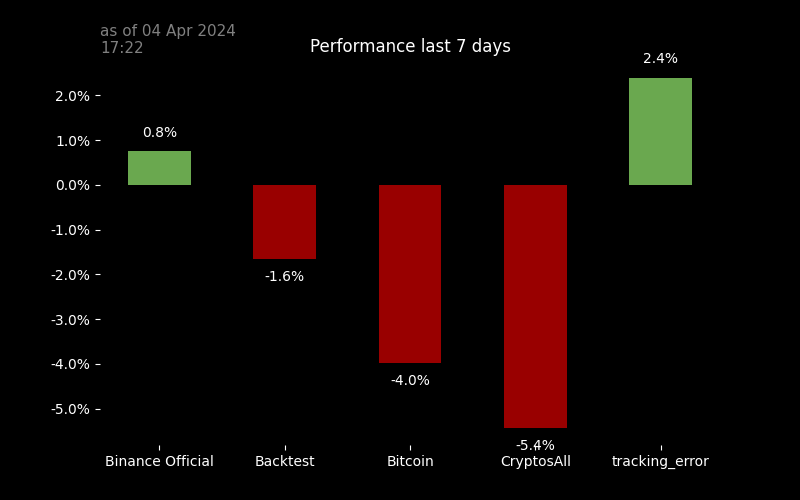 as of 04 Apr 2024
17:22
Performance last 7 days
2.4%
2.0%
1.0%
0.8%
0.0%
-1.0%
-1.6%
-2.0%
-3.0%
-4.0%
-4.0%
-5.0%
-5.4%
Binance Official
Backtest
Bitcoin
CryptosAll
tracking_error